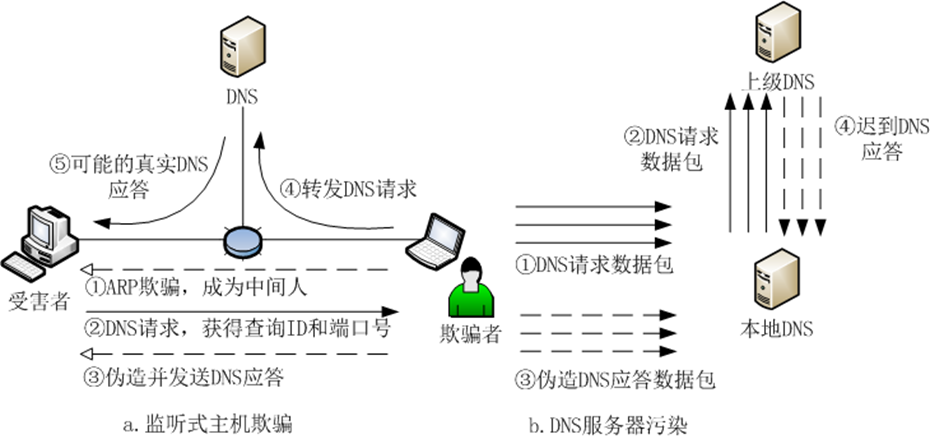 DNS
上级DNS
⑤可能的真实DNS
应答
④转发DNS请求
②DNS请求
数据包
④迟到DNS
应答
受害者
①ARP欺骗，成为中间人
②DNS请求，获得查询ID和端口号
③伪造并发送DNS应答
欺骗者
①DNS请求数据包
本地DNS
③伪造DNS应答数据包
a.监听式主机欺骗
b.DNS服务器污染